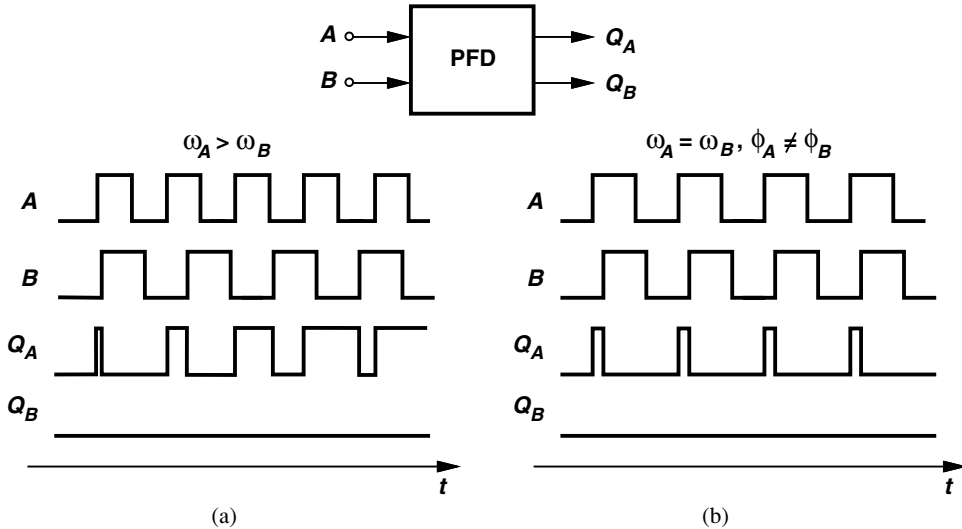 A
B
PFD
Q_A
Q_B
ω_A > ω_B
A
B
Q_A
Q_B
t
(a)
ω_A = ω_B, ϕ_A ≠ ϕ_B
A
B
Q_A
Q_B
t
(b)